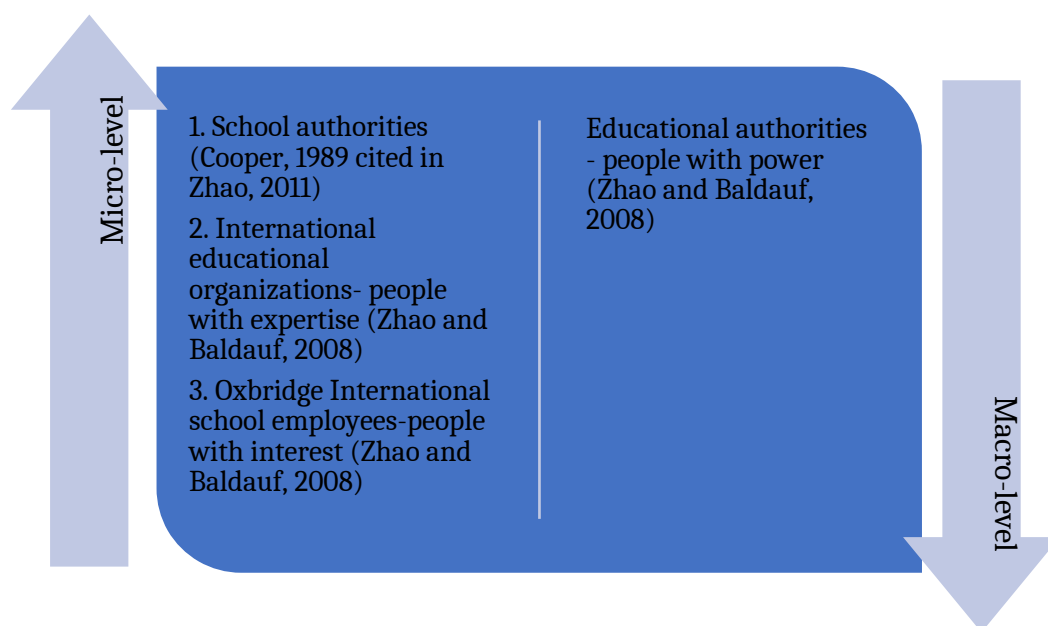 Micro-level
1. School authorities
(Cooper, 1989 cited in
Zhao, 2011)
2. International
educational
organizations- people
with expertise (Zhao and
Baldauf, 2008)
3. Oxbridge International
school employees-people
with interest (Zhao and
Baldauf, 2008)
Educational authorities
- people with power
(Zhao and Baldauf,
2008)
Macro-level